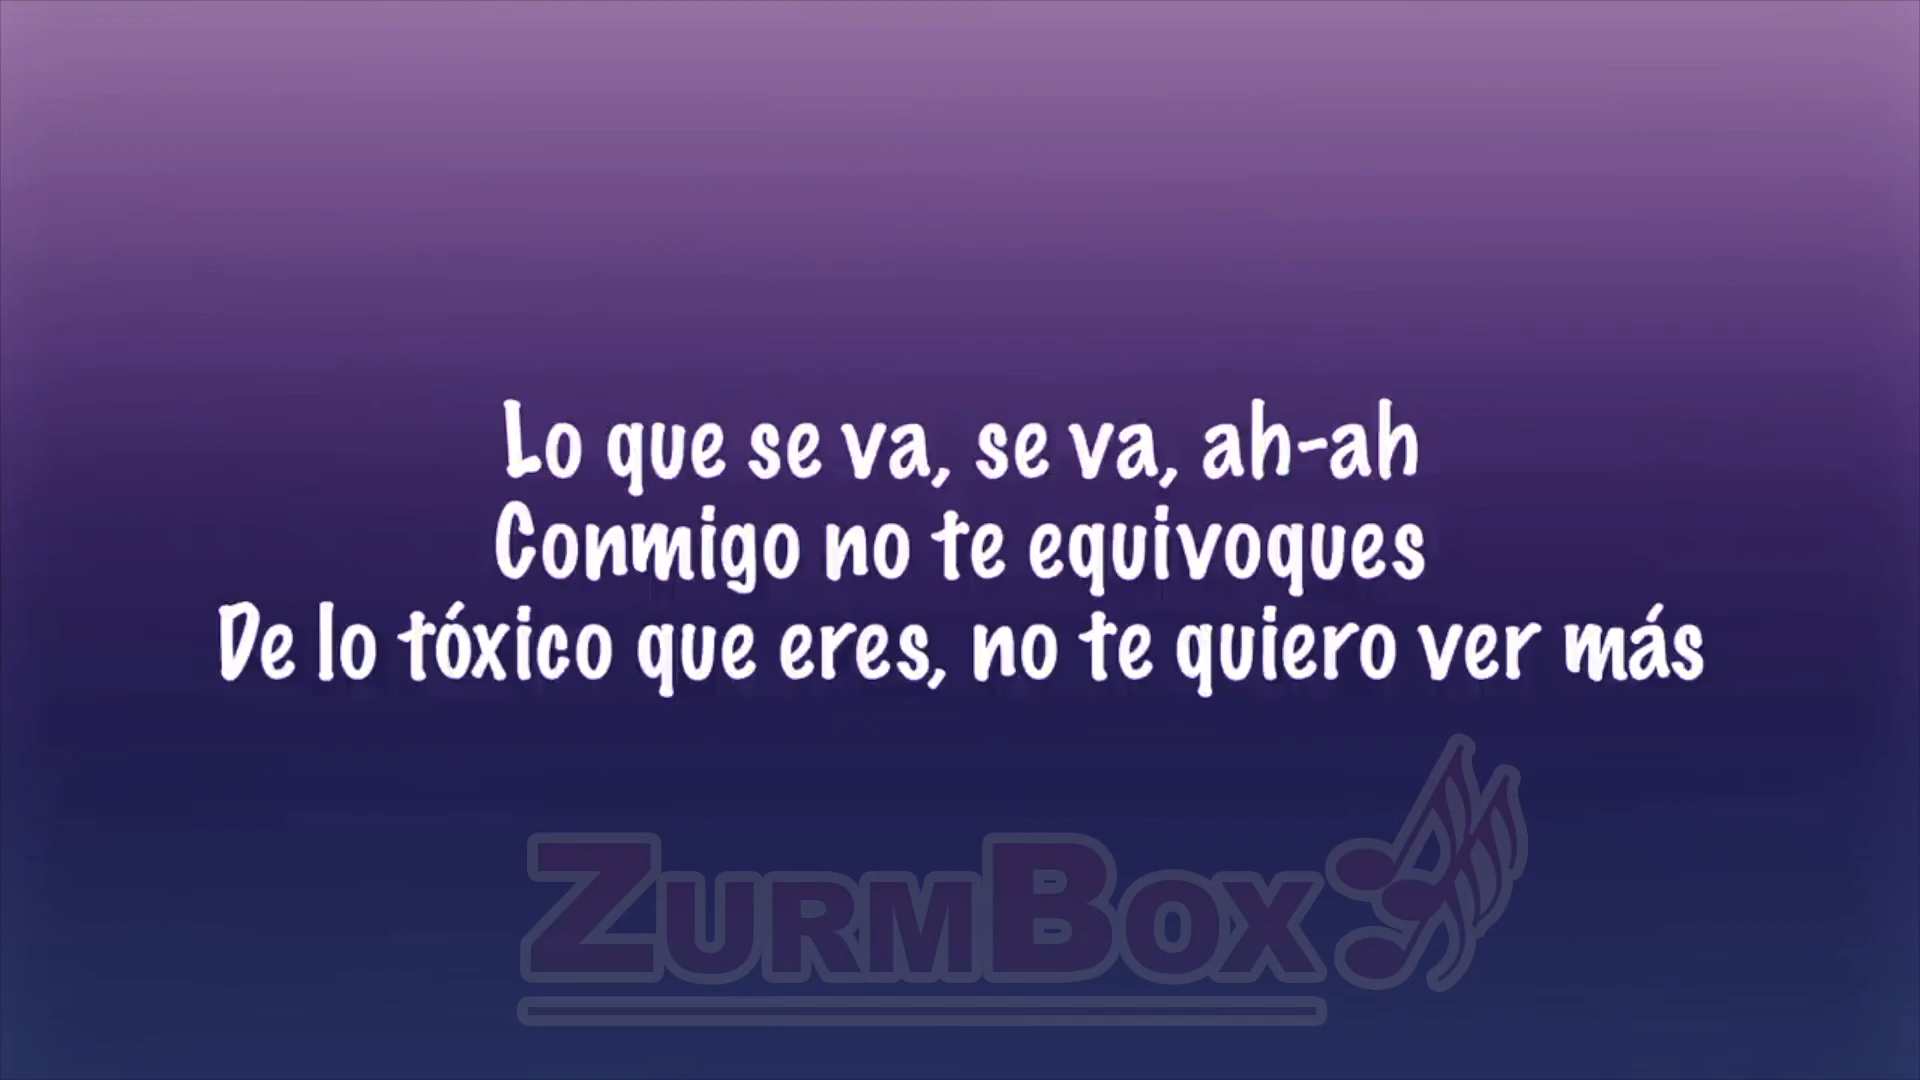 Lo que se va, se va, ah-ah
Conmigo no te equivoques
De lo tóxico que eres, no te quiero ver más
ZURMBOX